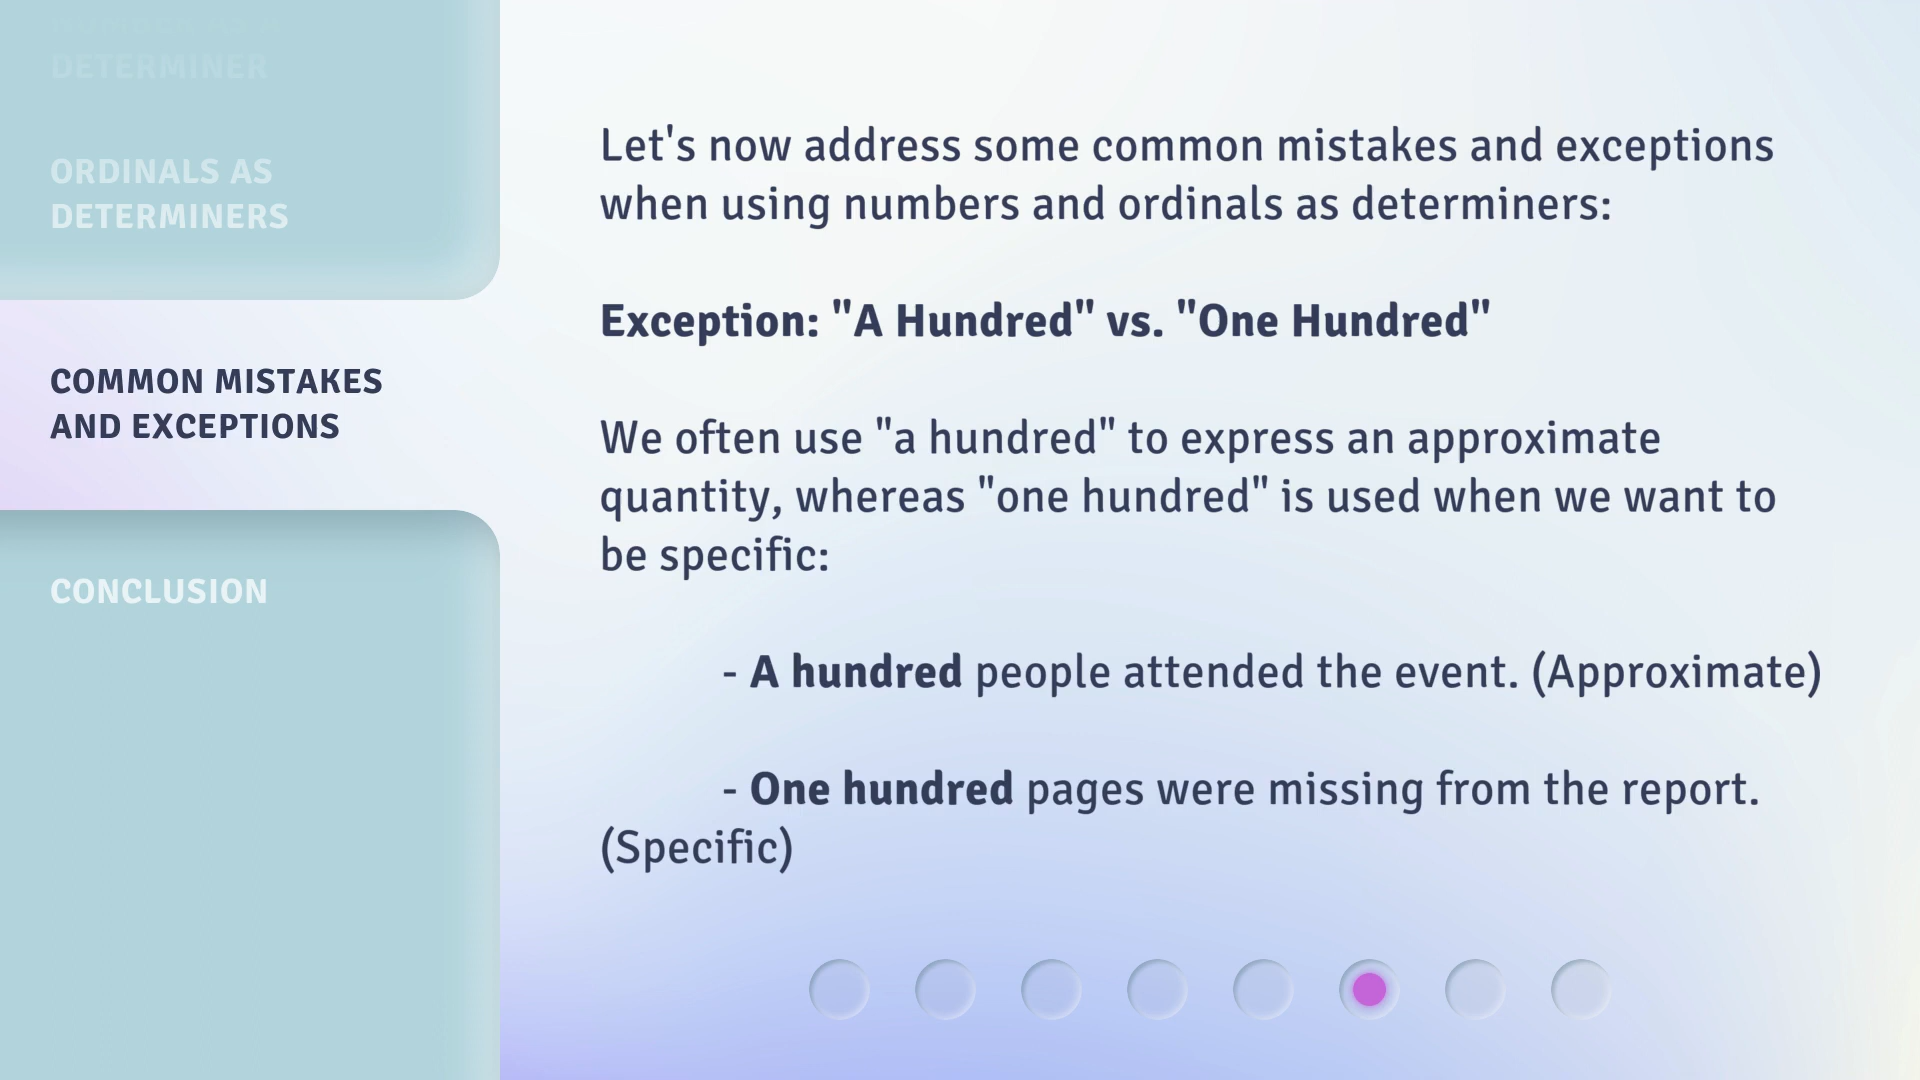 DETERMINER
ORDINALS AS
DETERMINERS
COMMON MISTAKES
AND EXCEPTIONS
CONCLUSION
Let's now address some common mistakes and exceptions
when using numbers and ordinals as determiners:
Exception: "A Hundred" vs. "One Hundred"
We often use "a hundred" to express an approximate
quantity, whereas "one hundred" is used when we want to
be specific:
- A hundred people attended the event. (Approximate)
- One hundred pages were missing from the report.
(Specific)